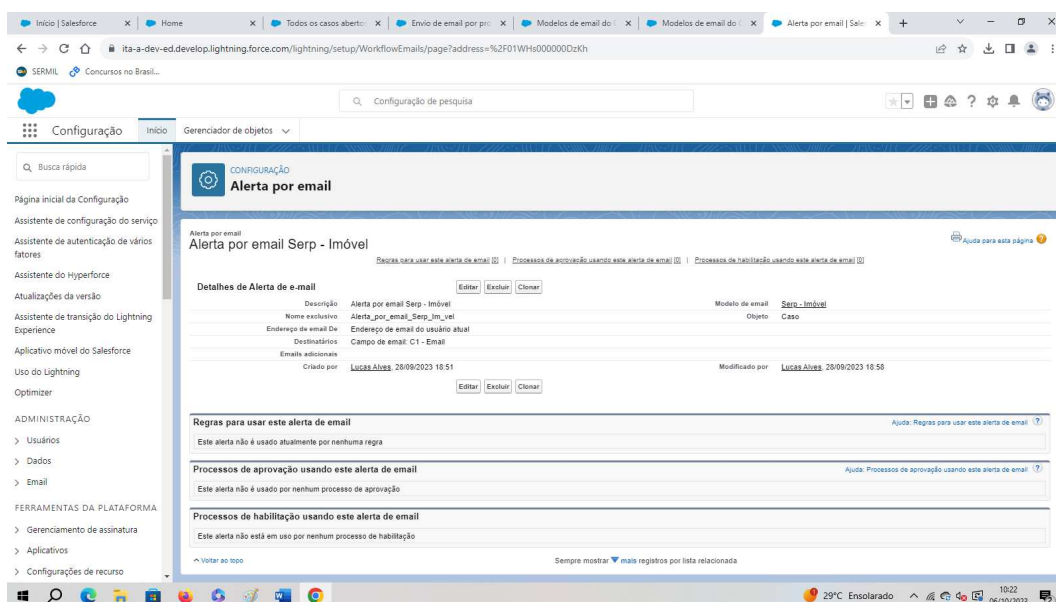 Início | Salesforce
Home
Todos os casos aberto
Envio de email por pro
Modelos de email do
Modelos de email do
Alerta por email | Sale
ita-a-dev-ed.develop.lightning.force.com/lightning/setup/WorkflowEmails/page?address=%2F01WHs000000DzKh
SERMIL
Concursos no Brasil...
Configuração de pesquisa
Configuração
Início
Gerenciador de objetos
Busca rápida
Página inicial da Configuração
Assistente de configuração do serviço
Assistente de autenticação de vários
fatores
Assistente do Hyperforce
Atualizações da versão
Assistente de transição do Lightning
Experience
Aplicativo móvel do Salesforce
Uso do Lightning
Optimizer
ADMINISTRAÇÃO
Usuários
Dados
Email
FERRAMENTAS DA PLATAFORMA
Gerenciamento de assinatura
Aplicativos
Configurações de recurso
CONFIGURAÇÃO
Alerta por email
Alerta por email
Alerta por email Serp - Imóvel
Ajuda para esta página
Regras para usar este alerta de email [0] | Processos de aprovação usando este alerta de email [0] | Processos de habilitação usando este alerta de email [0]
Detalhes de Alerta de e-mail Editar Excluir Clonar
Descrição Alerta por email Serp - Imóvel Modelo de email Serp - Imóvel
Nome exclusivo Alerta_por_email_Serp_Im_vel Objeto Caso
Endereço de email De Endereço de email do usuário atual
Destinatários Campo de email: C1 - Email
Emails adicionais
Criado por Lucas Alves, 28/09/2023 18:51 Modificado por Lucas Alves, 28/09/2023 18:58
Editar Excluir Clonar
Regras para usar este alerta de email Ajuda: Regras para usar este alerta de email ?
Este alerta não é usado atualmente por nenhuma regra
Processos de aprovação usando este alerta de email Ajuda: Processos de aprovação usando este alerta de email ?
Este alerta não é usado por nenhum processo de aprovação
Processos de habilitação usando este alerta de email
Este alerta não está em uso por nenhum processo de habilitação
^ Voltar ao topo Sempre mostrar mais registros por lista relacionada
29°C Ensolarado
10:22
06/10/2023